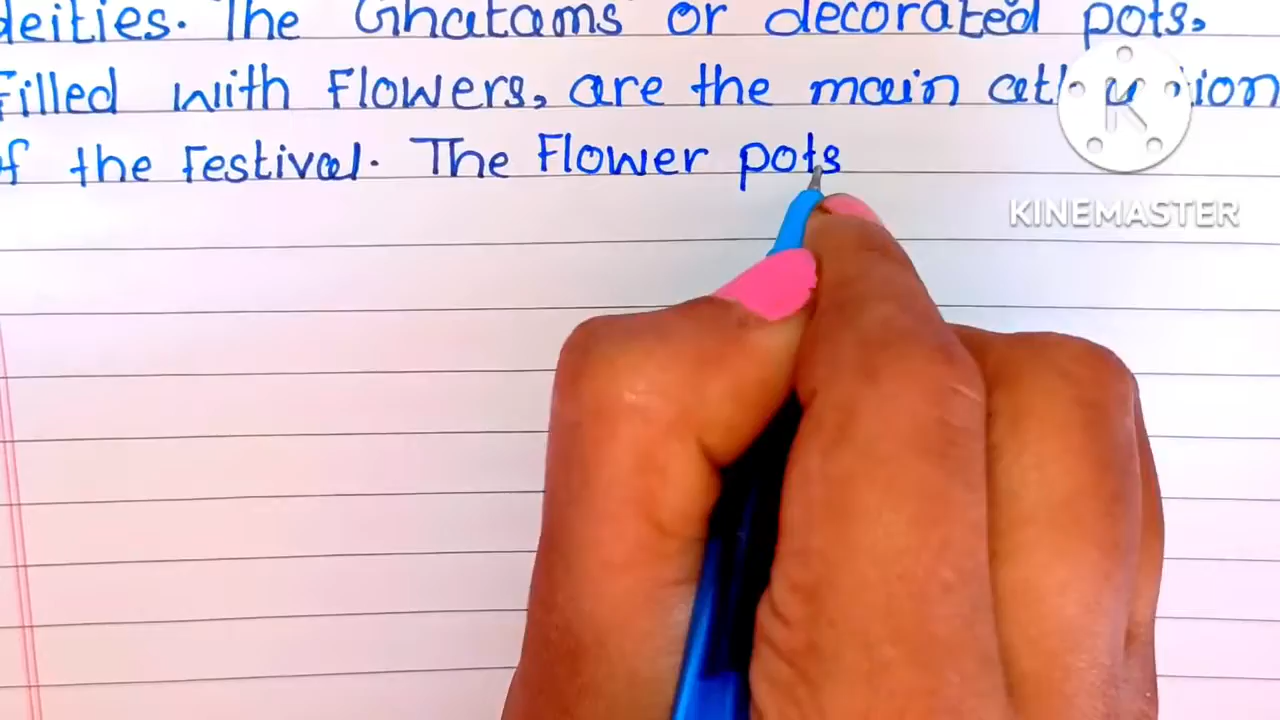 deities. The Ghatams or decorated pots,
Filled with Flowers, are the main
of the Festival. The Flower pots
KINEMASTER